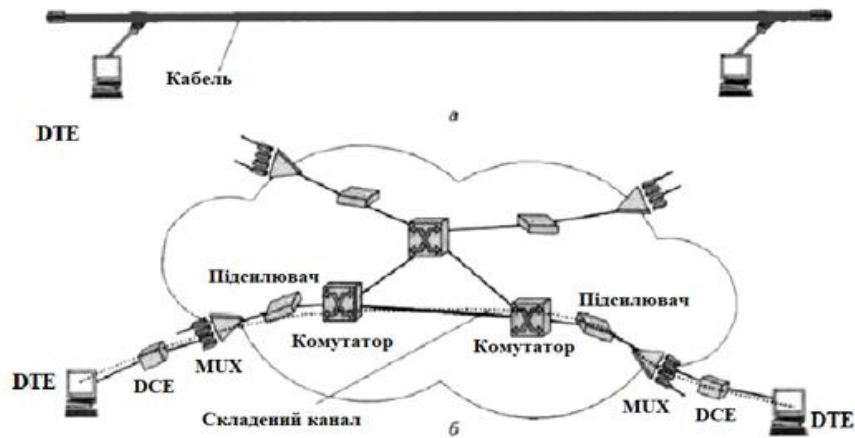 Кабель
DTE
а
Підсилювач
Підсилювач
Комутатор
Комутатор
MUX
DTE
DCE
MUX
DCE
DTE
Складений канал
б